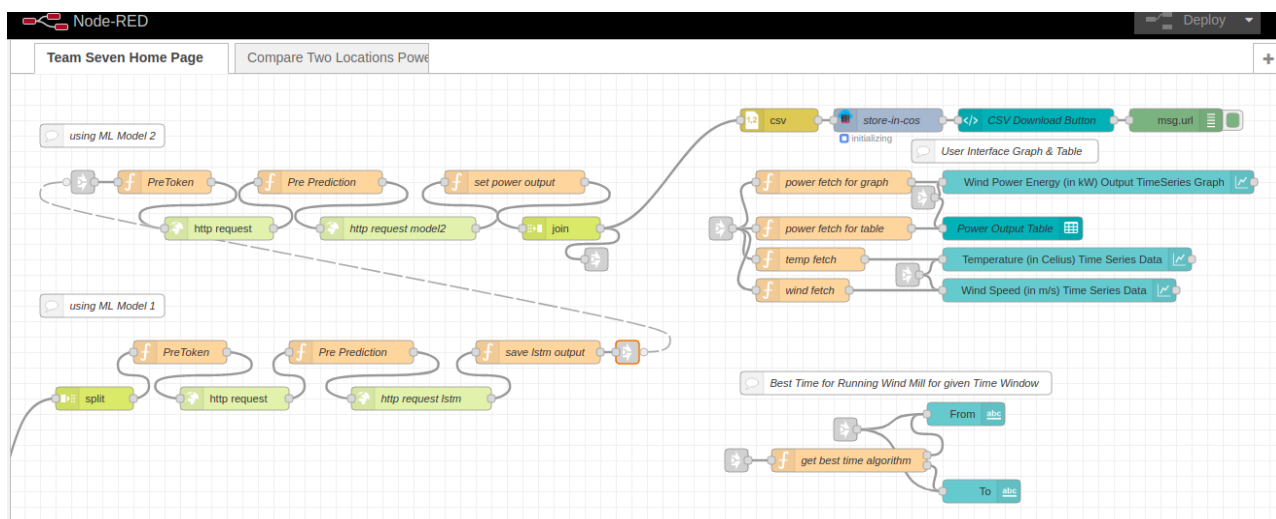 Node-RED
Deploy
Team Seven Home Page
Compare Two Locations Powe
using ML Model 2
PreToken
Pre Prediction
set power output
http request
http request model2
join
using ML Model 1
PreToken
Pre Prediction
save lstm output
split
http request
http request lstm
1,2
csv
store-in-cos
initializing
CSV Download Button
msg.url
User Interface Graph & Table
power fetch for graph
Wind Power Energy (in kW) Output TimeSeries Graph
power fetch for table
Power Output Table
temp fetch
Temperature (in Celius) Time Series Data
wind fetch
Wind Speed (in m/s) Time Series Data
Best Time for Running Wind Mill for given Time Window
From abc
get best time algorithm
To abc